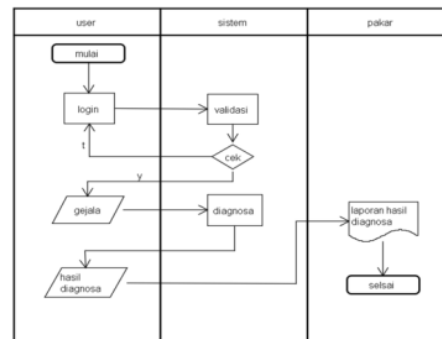 user
sistem
pakar
mulai
login
validasi
t
cek
y
gejala
diagnosa
laporan hasil
diagnosa
hasil
diagnosa
selsai